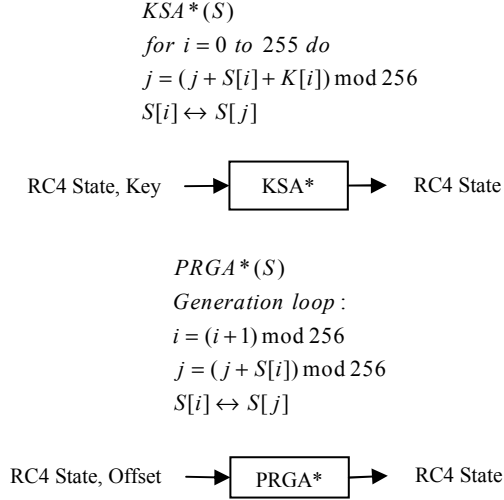 KSA*(S)
for i = 0 to 255 do
j = (j + S[i] + K[i]) mod 256
S[i] ↔ S[j]
RC4 State, Key KSA* RC4 State
PRGA*(S)
Generation loop :
i = (i + 1) mod 256
j = (j + S[i]) mod 256
S[i] ↔ S[j]
RC4 State, Offset PRGA* RC4 State